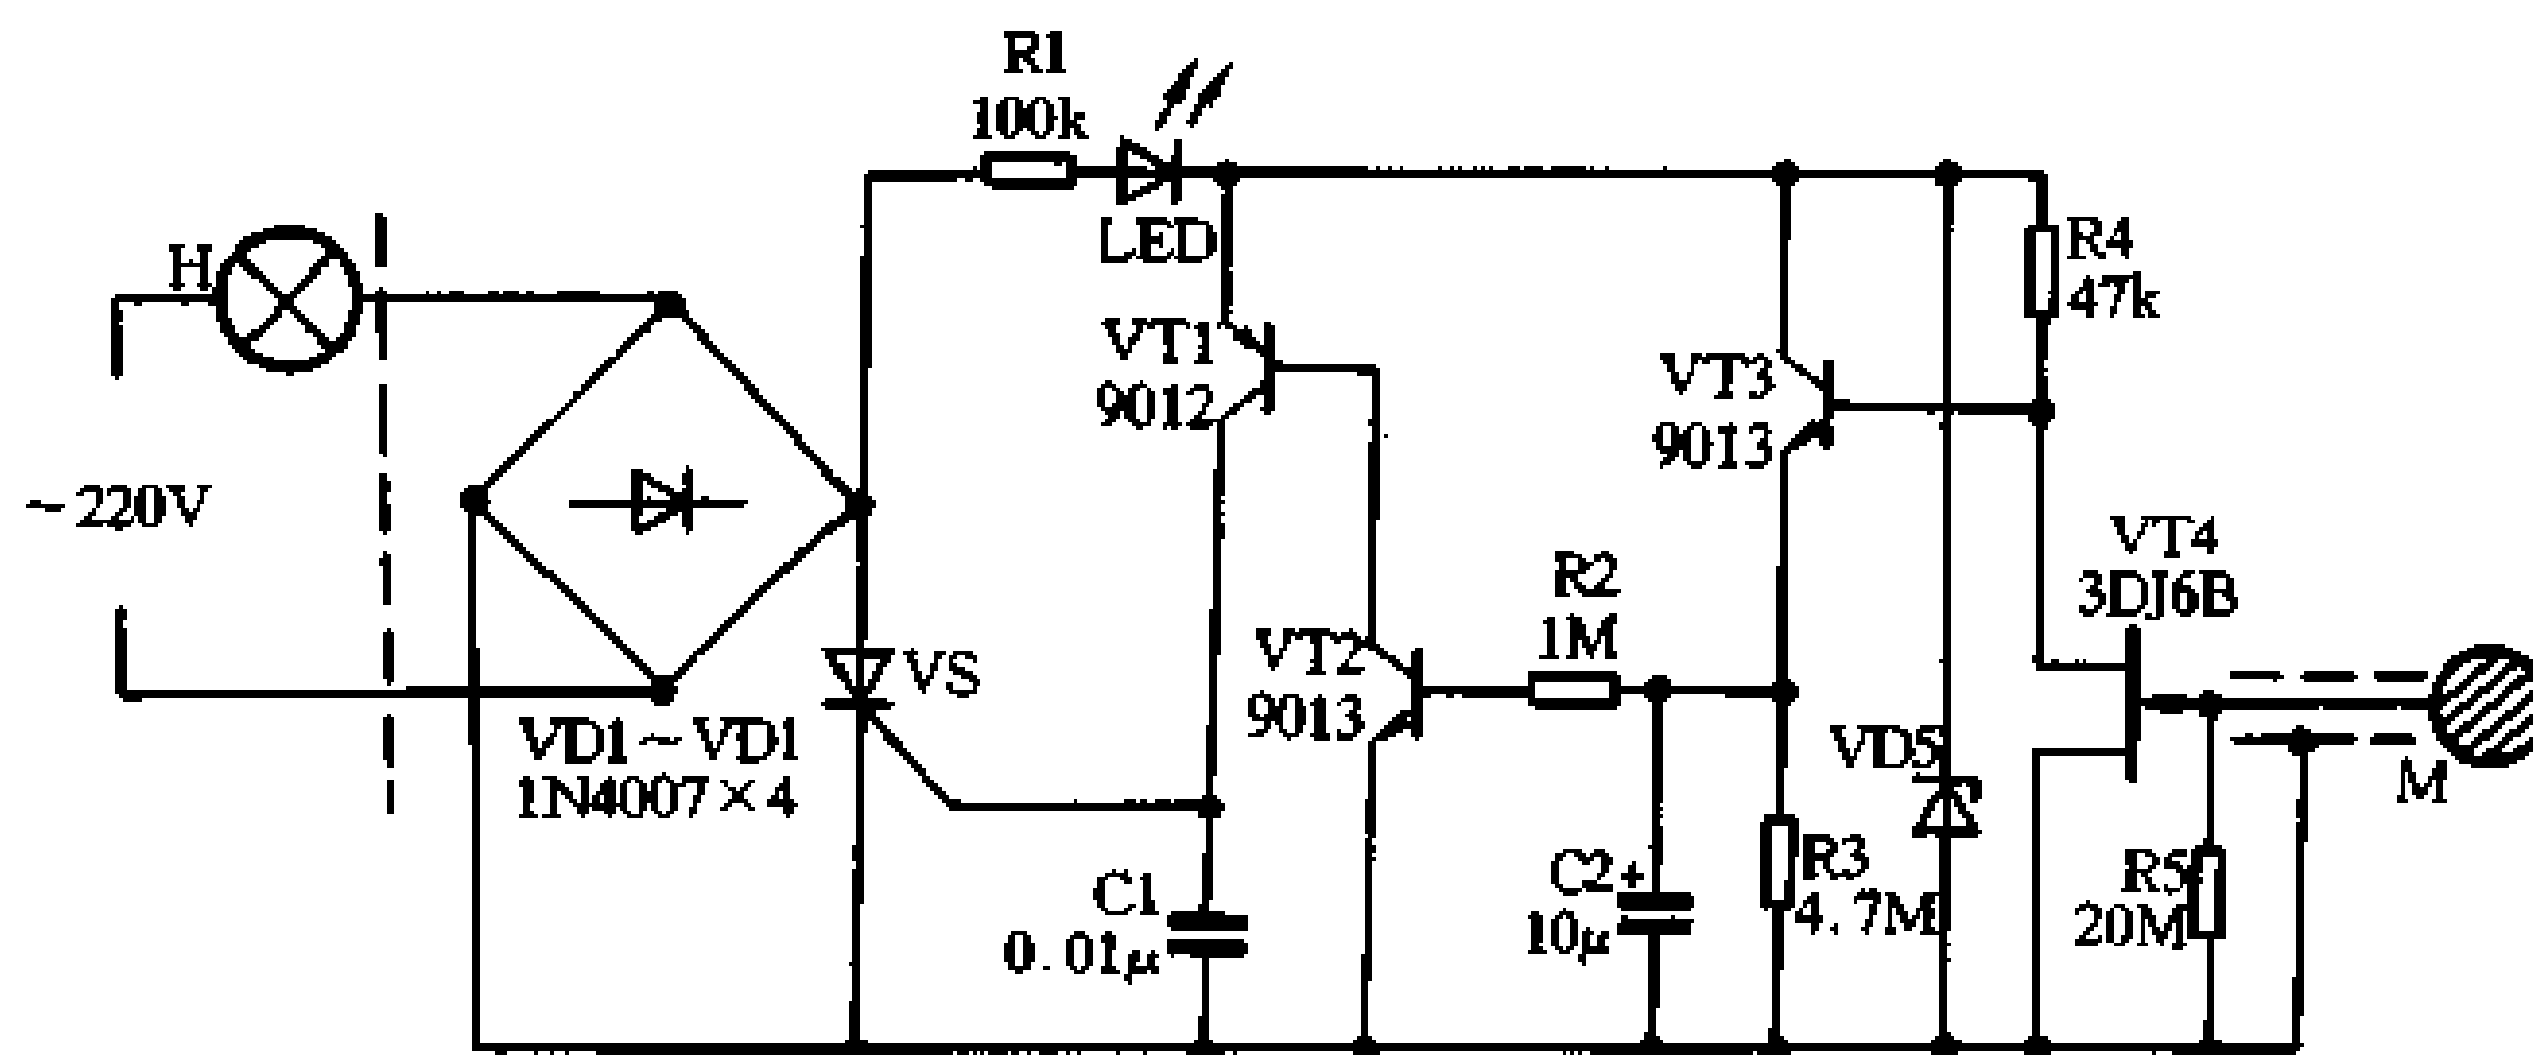 R1
100k
LED
H
~220V
VD1~VD1
1N4007×4
VS
VT1
9012
C1
0.01μ
VT2
9013
R2
1M
C2+
10μ
VT3
9013
R3
4.7M
VD5
R4
47k
VT4
3DJ6B
R5
20M
M